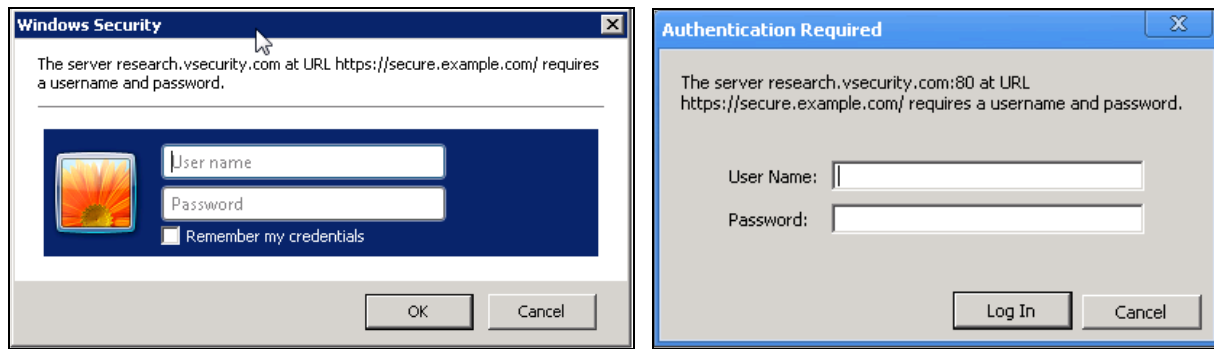 Windows Security
The server research.vsecurity.com at URL https://secure.example.com/ requires
a username and password.
User name
Password
Remember my credentials
OK
Cancel
Authentication Required
The server research.vsecurity.com:80 at URL
https://secure.example.com/ requires a username and password.
User Name:
Password:
Log In
Cancel